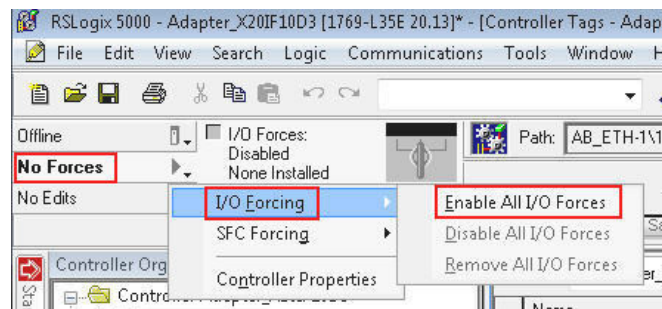 RSLogix 5000 - Adapter_X20IF10D3 [1769-L35E 20.13]* - [Controller Tags - Adap
File Edit View Search Logic Communications Tools Window H
Offline
I/O Forces:
Disabled
None Installed
Path: AB_ETH-1\1
No Forces
No Edits
I/O Forcing
Enable All I/O Forces
SFC Forcing
Disable All I/O Forces
Controller Properties
Remove All I/O Forces
Controller Org
Sta